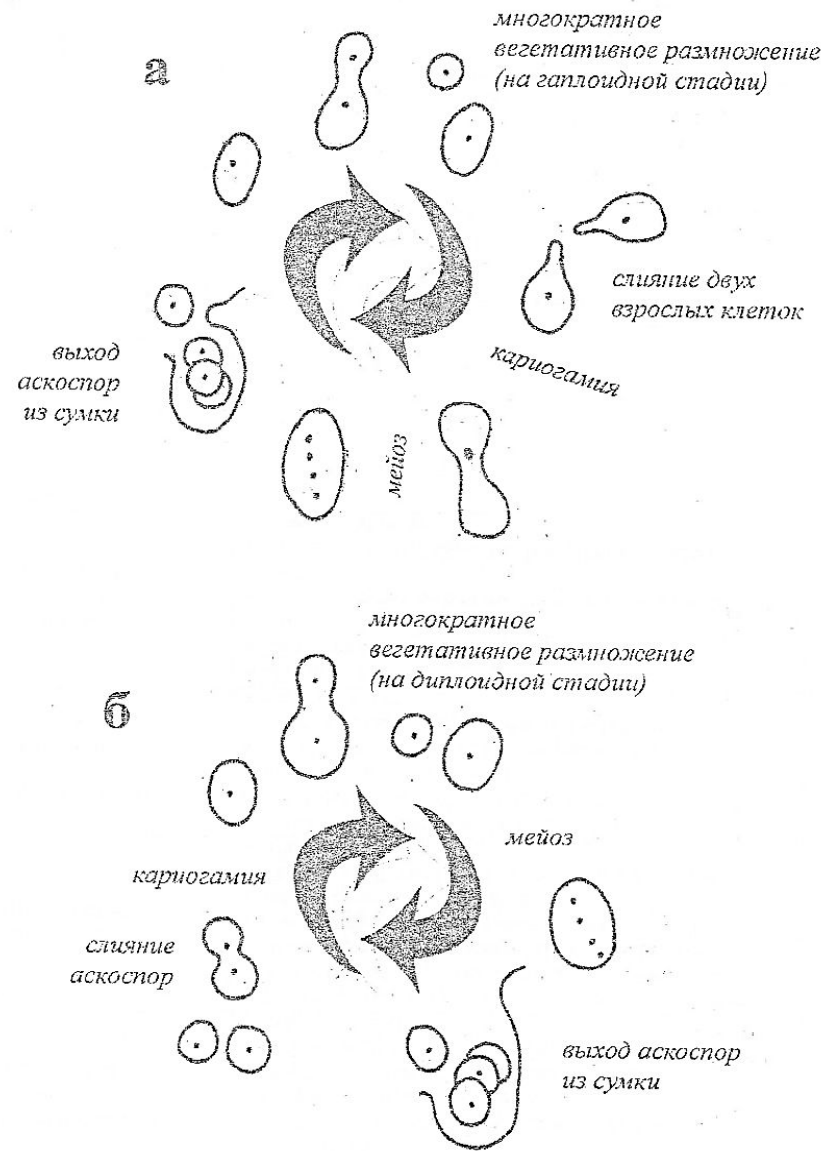 а
многократное
вегетативное размножение
(на гаплоидной стадии)
слияние двух
взрослых клеток
кариогамия
мейоз
выход
аскоспор
из сумки
б
многократное
вегетативное размножение
(на диплоидной стадии)
мейоз
кариогамия
слияние
аскоспор
выход аскоспор
из сумки